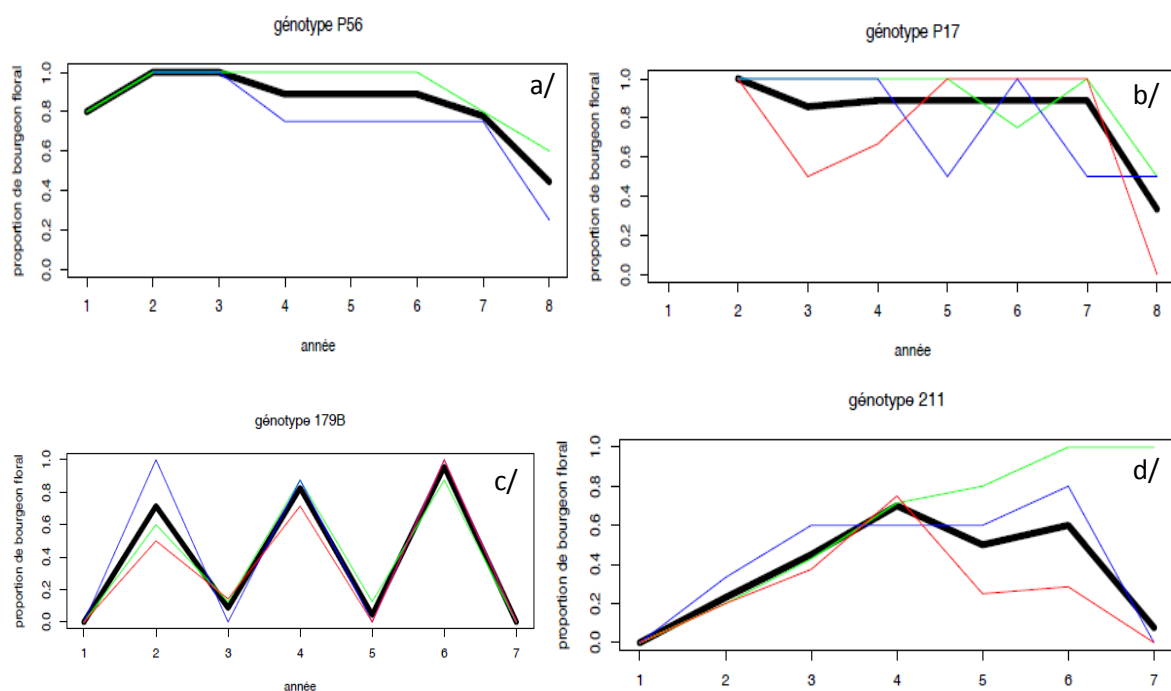 génotype P56
a/
proportion de bourgeon floral
0.0 0.2 0.4 0.6 0.8 1.0
1 2 3 4 5 6 7 8
année
génotype P17
b/
proportion de bourgeon floral
0.0 0.2 0.4 0.6 0.8 1.0
1 2 3 4 5 6 7 8
année
génotype 179B
c/
proportion de bourgeon floral
0.0 0.2 0.4 0.6 0.8 1.0
1 2 3 4 5 6 7
année
génotype 211
d/
proportion de bourgeon floral
0.0 0.2 0.4 0.6 0.8 1.0
1 2 3 4 5 6 7